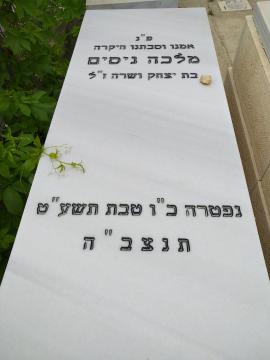 פ"נ
אמנו וסבתנו היקרה
מלכה ניסים
בת יצחק ושרה ז"ל
נפטרה כ"ו טבת תשע"ט
תנצב"ה